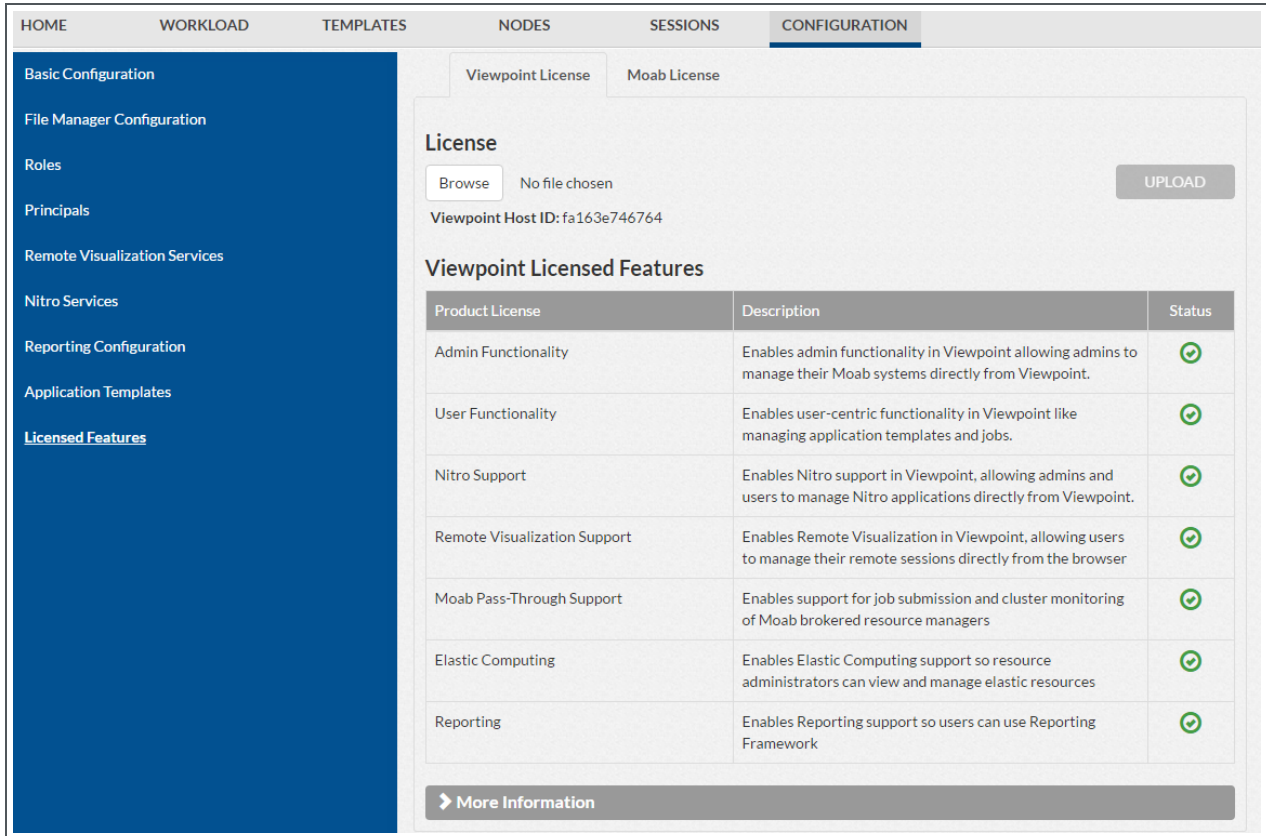 HOME WORKLOAD TEMPLATES NODES SESSIONS CONFIGURATION
Basic Configuration
File Manager Configuration
Roles
Principals
Remote Visualization Services
Nitro Services
Reporting Configuration
Application Templates
Licensed Features
Viewpoint License Moab License
License
Browse No file chosen UPLOAD
Viewpoint Host ID: fa163e746764
Viewpoint Licensed Features
Product License Description Status
Admin Functionality Enables admin functionality in Viewpoint allowing admins to
manage their Moab systems directly from Viewpoint.
User Functionality Enables user-centric functionality in Viewpoint like
managing application templates and jobs.
Nitro Support Enables Nitro support in Viewpoint, allowing admins and
users to manage Nitro applications directly from Viewpoint.
Remote Visualization Support Enables Remote Visualization in Viewpoint, allowing users
to manage their remote sessions directly from the browser
Moab Pass-Through Support Enables support for job submission and cluster monitoring
of Moab brokered resource managers
Elastic Computing Enables Elastic Computing support so resource
administrators can view and manage elastic resources
Reporting Enables Reporting support so users can use Reporting
Framework
More Information